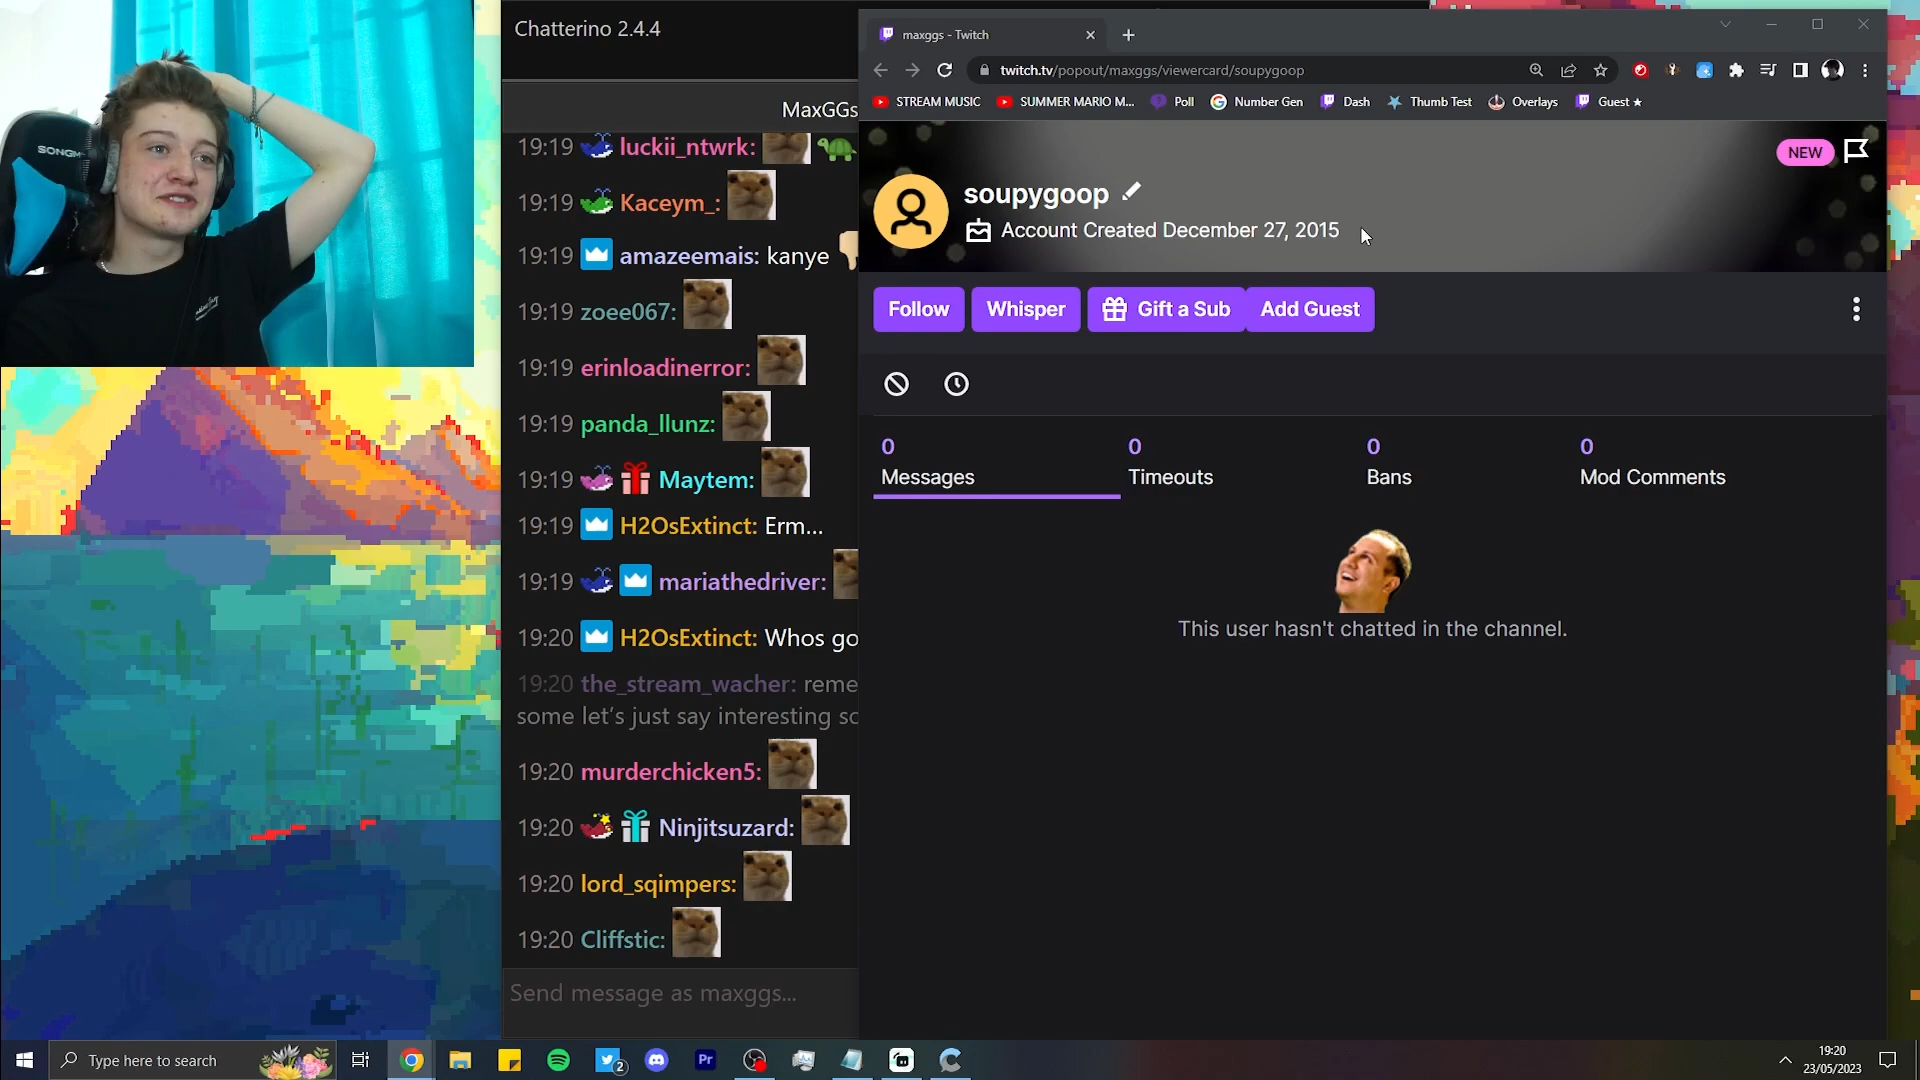 Chatterino 2.4.4
MaxGGs
19:19 luckii_ntwrk:
19:19 Kaceym_:
19:19 amazeemais: kanye
19:19 zoee067:
19:19 erinloadinerror:
19:19 panda_llunz:
19:19 Maytem:
19:19 H2OsExtinct: Erm...
19:19 mariathedriver:
19:20 H2OsExtinct: Whos go
19:20 the_stream_wacher: reme
some let's just say interesting sc
19:20 murderchicken5:
19:20 Ninjitsuzard:
19:20 lord_sqimpers:
19:20 Cliffstic:
Send message as maxggs...
maxggs - Twitch
twitch.tv/popout/maxggs/viewercard/soupygoop
STREAM MUSIC SUMMER MARIO M... Poll Number Gen Dash Thumb Test Overlays Guest ★
NEW
soupygoop
Account Created December 27, 2015
Follow Whisper Gift a Sub Add Guest
0 0 0 0
Messages Timeouts Bans Mod Comments
This user hasn't chatted in the channel.
Type here to search
2
Pr
19:20
23/05/2023